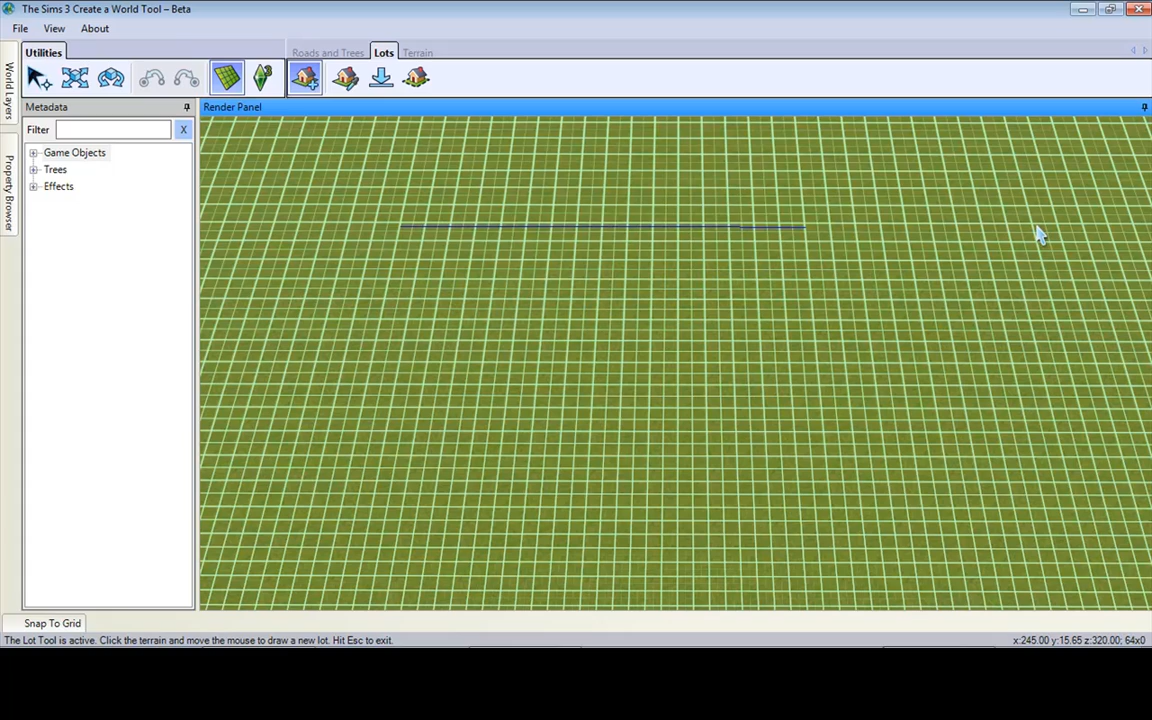 The Sims 3 Create a World Tool – Beta
File View About
Utilities Roads and Trees Lots Terrain
Metadata Render Panel
Filter X
Game Objects
Trees
Effects
World Layers
Property Browser
Snap To Grid
The Lot Tool is active. Click the terrain and move the mouse to draw a new lot. Hit Esc to exit. x:245.00 y:15.65 z:320.00; 64x0